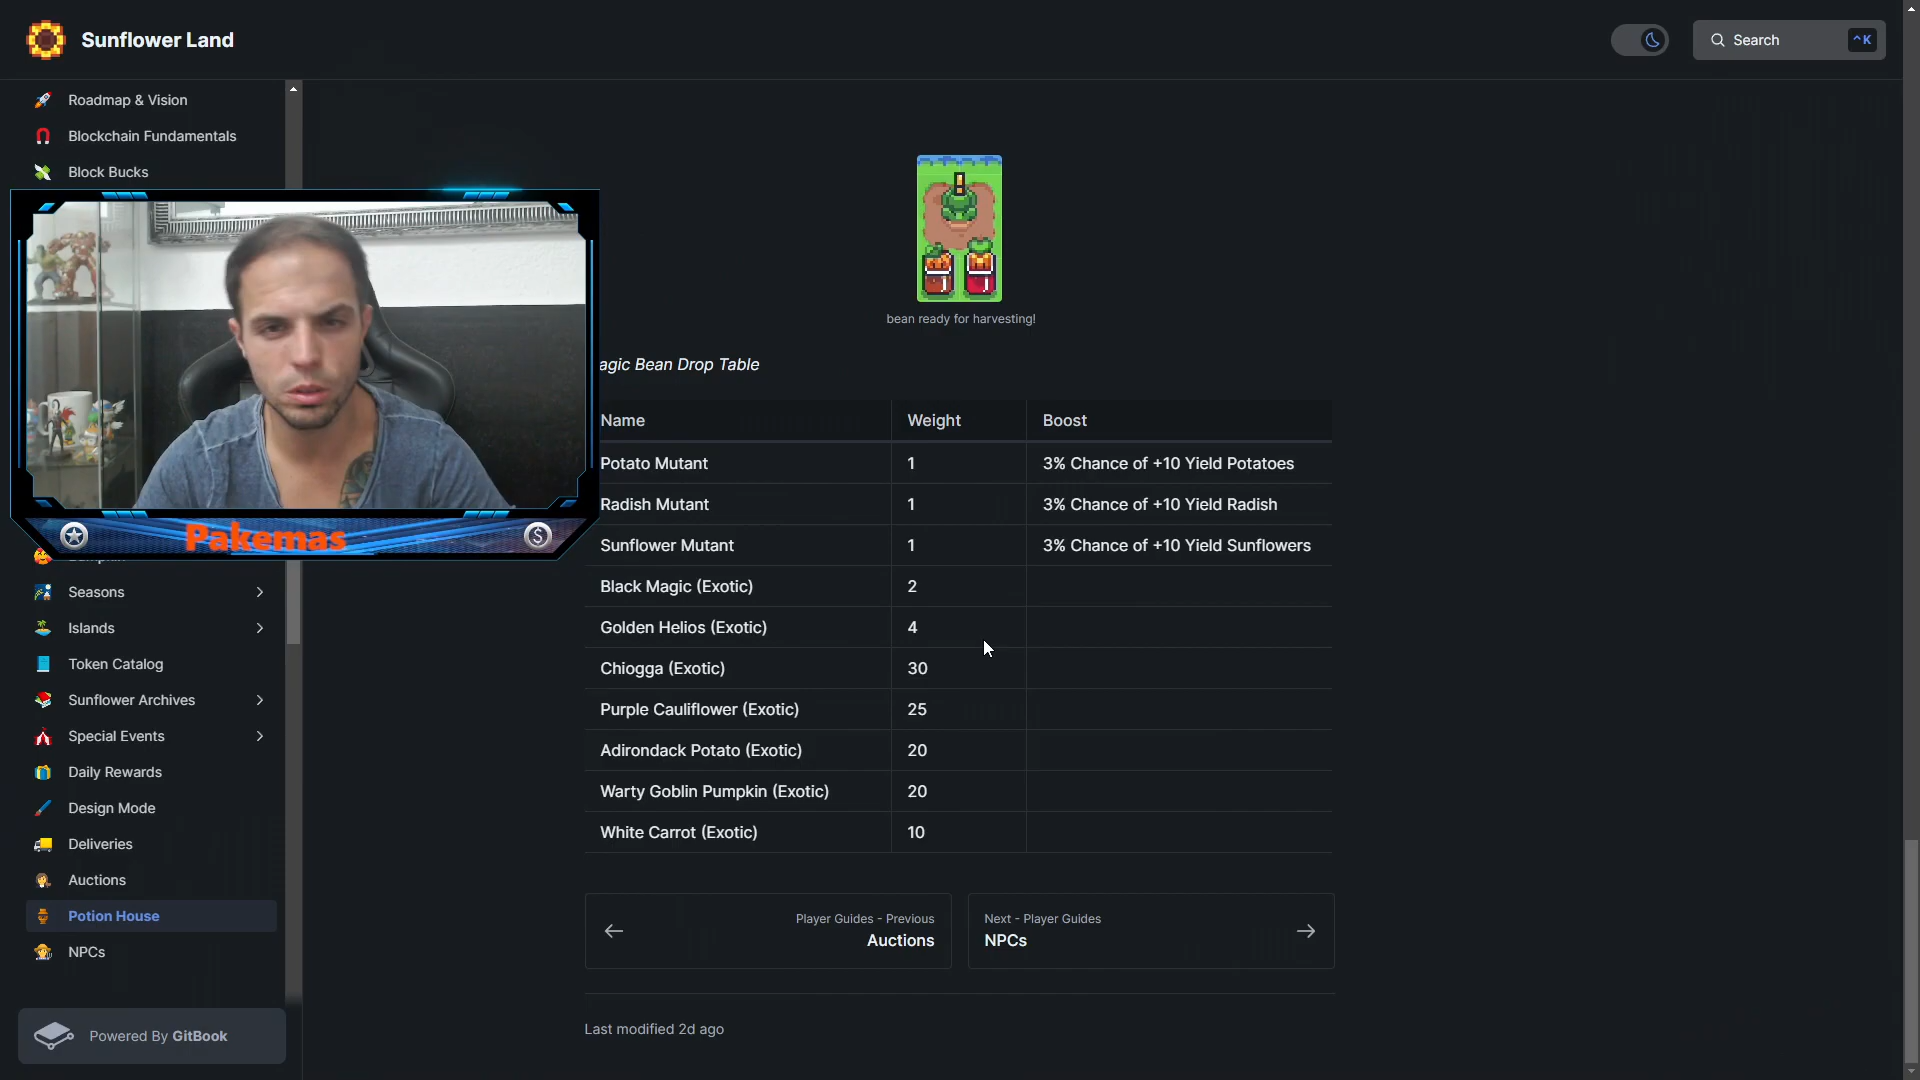 Sunflower Land
Search
^K
Roadmap & Vision
Blockchain Fundamentals
Block Bucks
Pakemas
Seasons
Islands
Token Catalog
Sunflower Archives
Special Events
Daily Rewards
Design Mode
Deliveries
Auctions
Potion House
NPCs
Powered By GitBook
bean ready for harvesting!
agic Bean Drop Table
Name Weight Boost
Potato Mutant 1 3% Chance of +10 Yield Potatoes
Radish Mutant 1 3% Chance of +10 Yield Radish
Sunflower Mutant 1 3% Chance of +10 Yield Sunflowers
Black Magic (Exotic) 2
Golden Helios (Exotic) 4
Chiogga (Exotic) 30
Purple Cauliflower (Exotic) 25
Adirondack Potato (Exotic) 20
Warty Goblin Pumpkin (Exotic) 20
White Carrot (Exotic) 10
Player Guides - Previous
Auctions
Next - Player Guides
NPCs
Last modified 2d ago